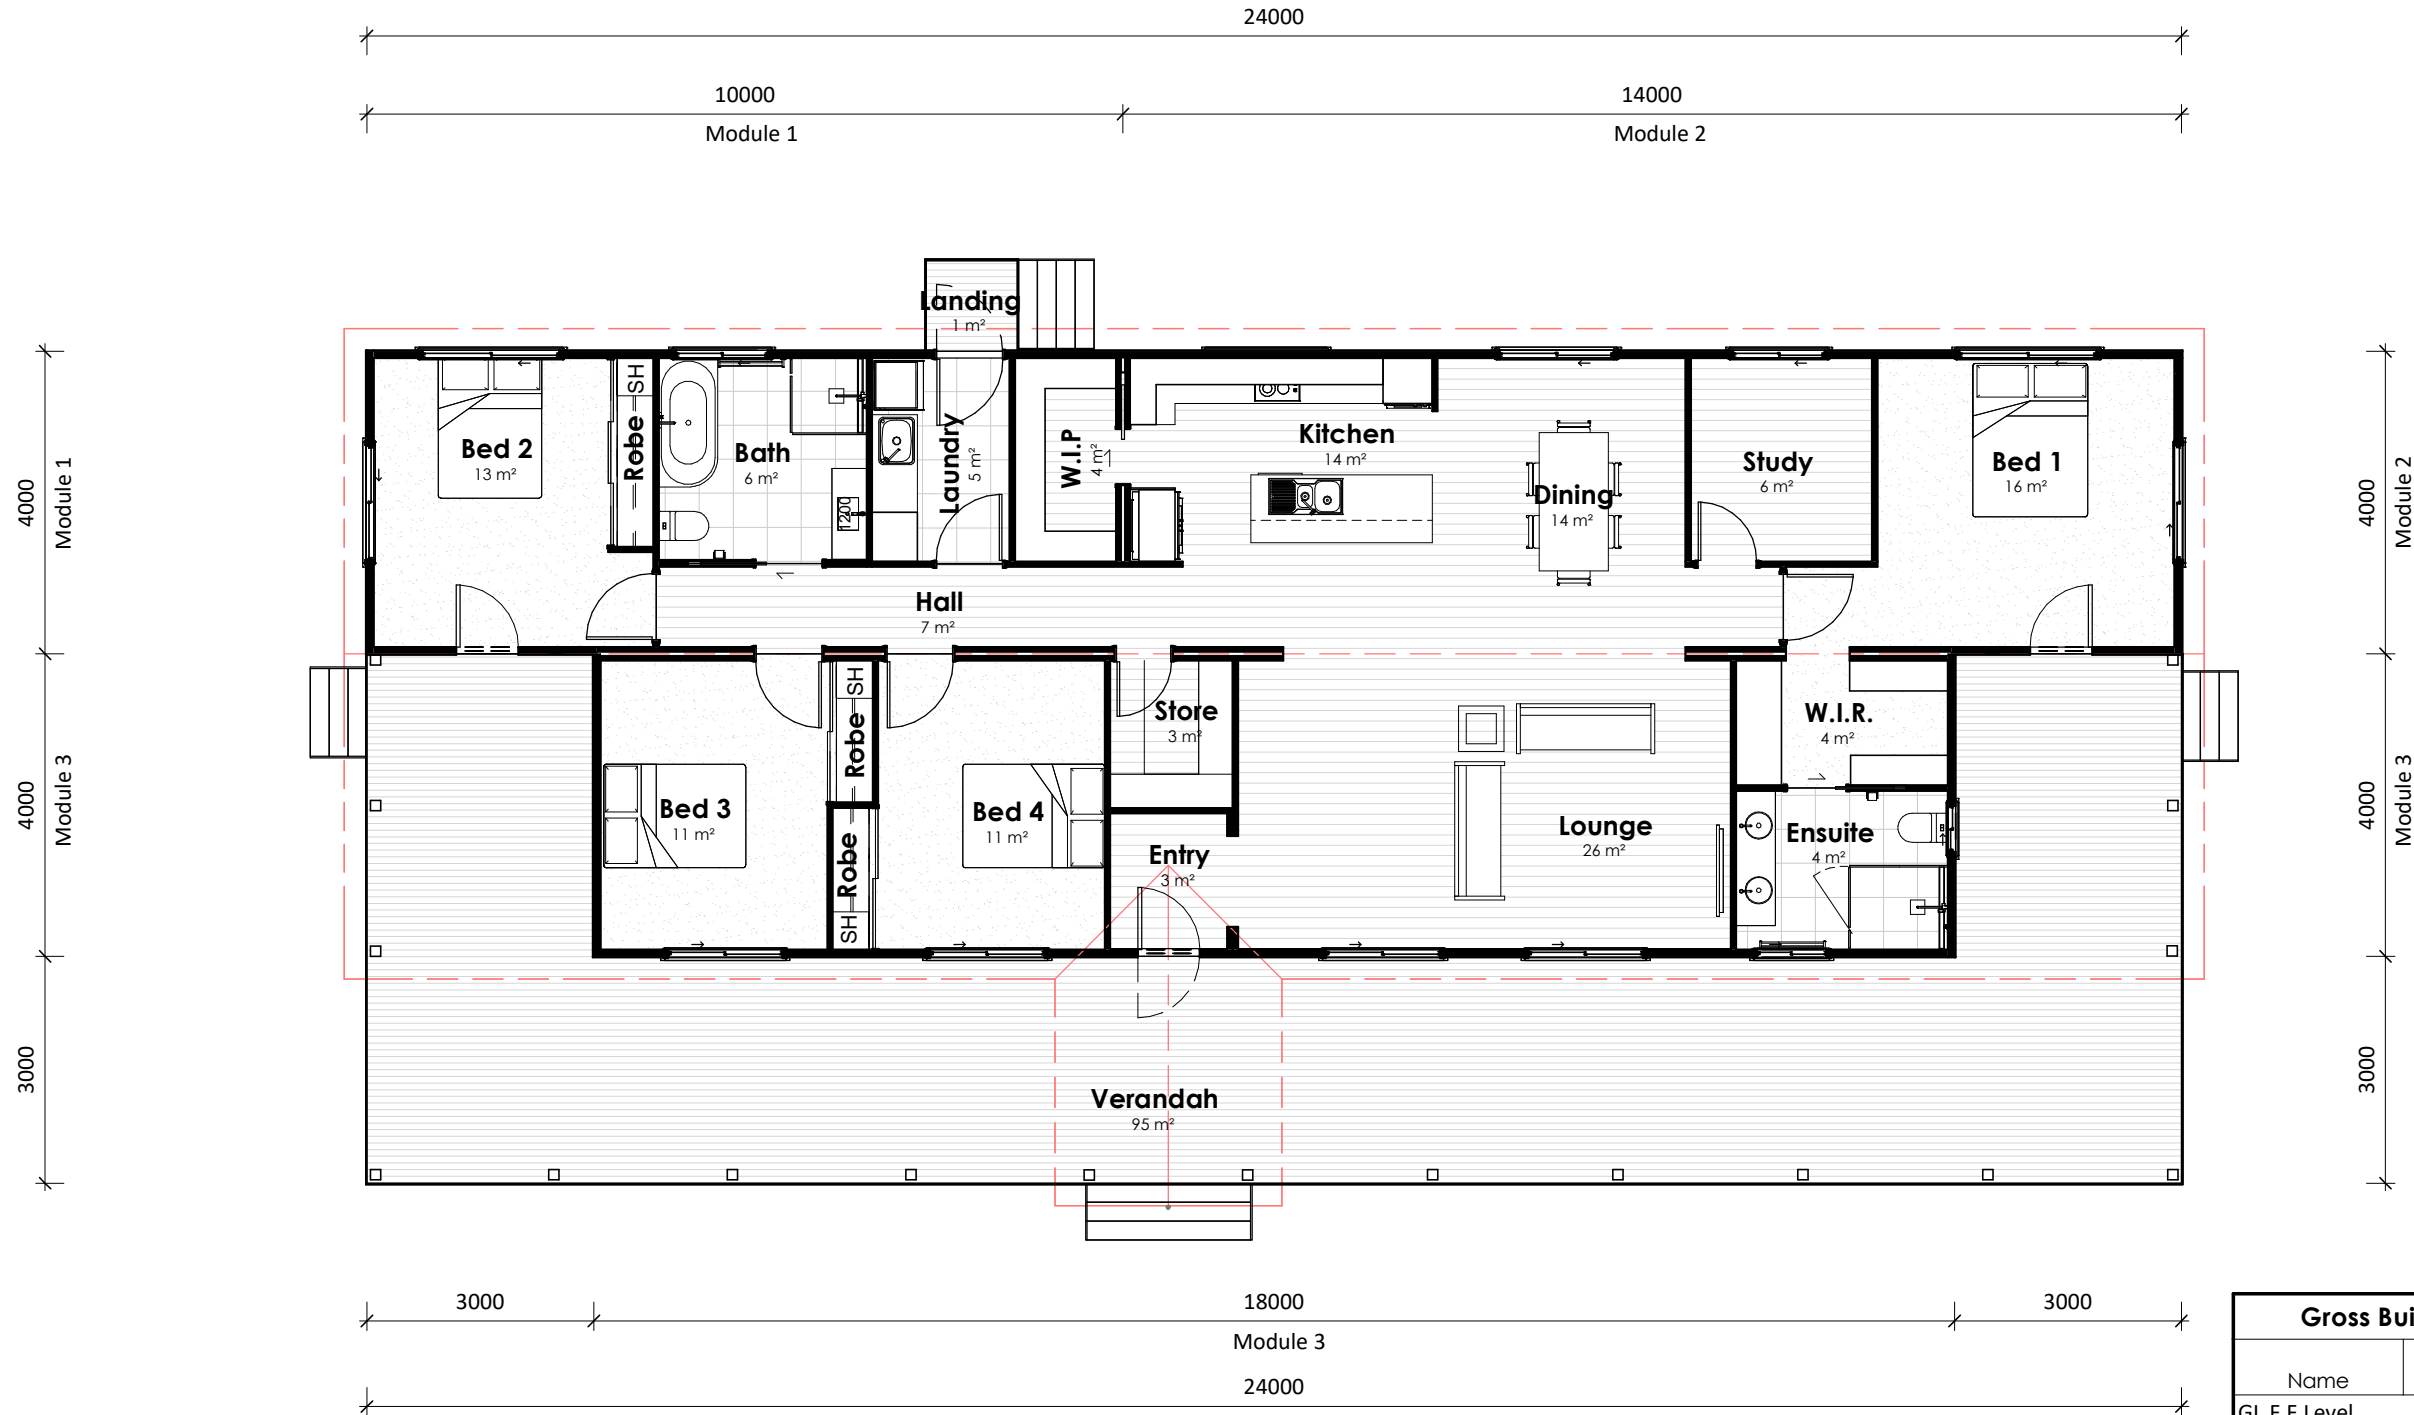 24000
10000
14000
Module 1
Module 2
Landing
1 m²
SH
Robe
Bed 2
13 m²
Bath
6 m²
1200
Laundry
5 m²
W.I.P
4 m²
Kitchen
14 m²
Dining
14 m²
Study
6 m²
Bed 1
16 m²
4000
Module 1
4000
Module 2
Hall
7 m²
SH
Robe
Store
3 m²
W.I.R.
4 m²
4000
Module 3
4000
Module 3
Bed 3
11 m²
Bed 4
11 m²
Robe
SH
Entry
3 m²
Lounge
26 m²
Ensuite
4 m²
3000
3000
Verandah
95 m²
3000
18000
3000
Module 3
24000
Gross Bui
Name
GL F.F Level